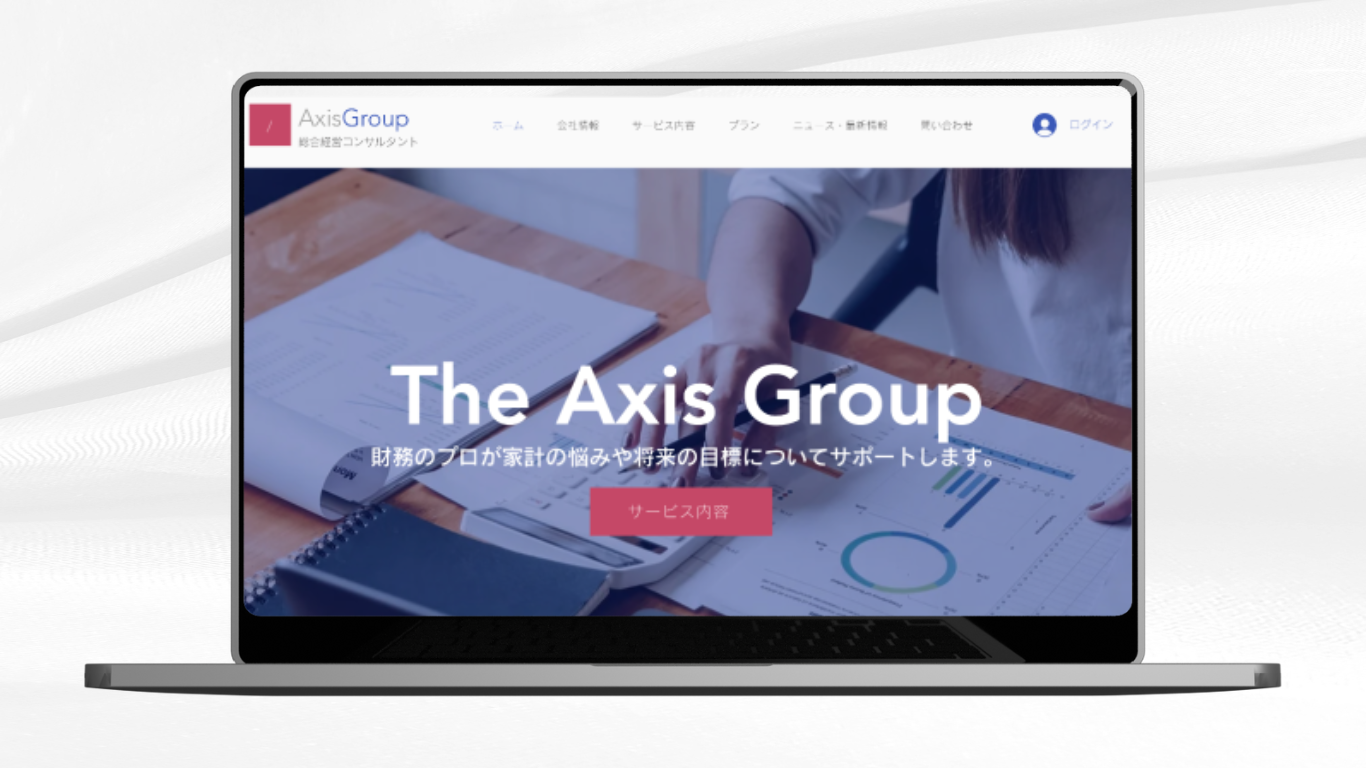 AxisGroup
総合経営コンサルタント
ホーム 会社情報 サービス内容 プラン ニュース・最新情報 問い合わせ ログイン
The Axis Group
財務のプロが家計の悩みや将来の目標についてサポートします。
サービス内容